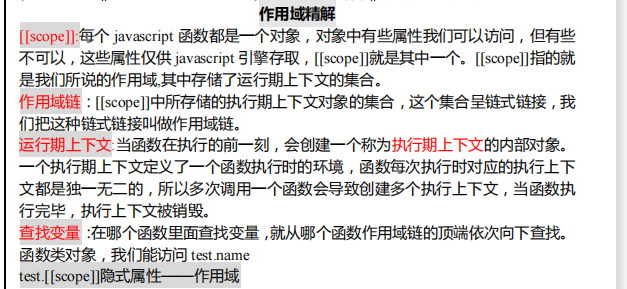 作用域精解
[[scope]]:每个 javascript 函数都是一个对象，对象中有些属性我们可以访问，但有些
不可以，这些属性仅供 javascript 引擎存取，[[scope]]就是其中一个。[[scope]]指的就
是我们所说的作用域,其中存储了运行期上下文的集合。
作用域链：[[scope]]中所存储的执行期上下文对象的集合，这个集合呈链式链接，我
们把这种链式链接叫做作用域链。
运行期上下文:当函数在执行的前一刻，会创建一个称为执行期上下文的内部对象。
一个执行期上下文定义了一个函数执行时的环境，函数每次执行时对应的执行上下
文都是独一无二的，所以多次调用一个函数会导致创建多个执行上下文，当函数执
行完毕，执行上下文被销毁。
查找变量：在哪个函数里面查找变量，就从哪个函数作用域链的顶端依次向下查找。
函数类对象，我们能访问 test.name
test.[[scope]]隐式属性——作用域